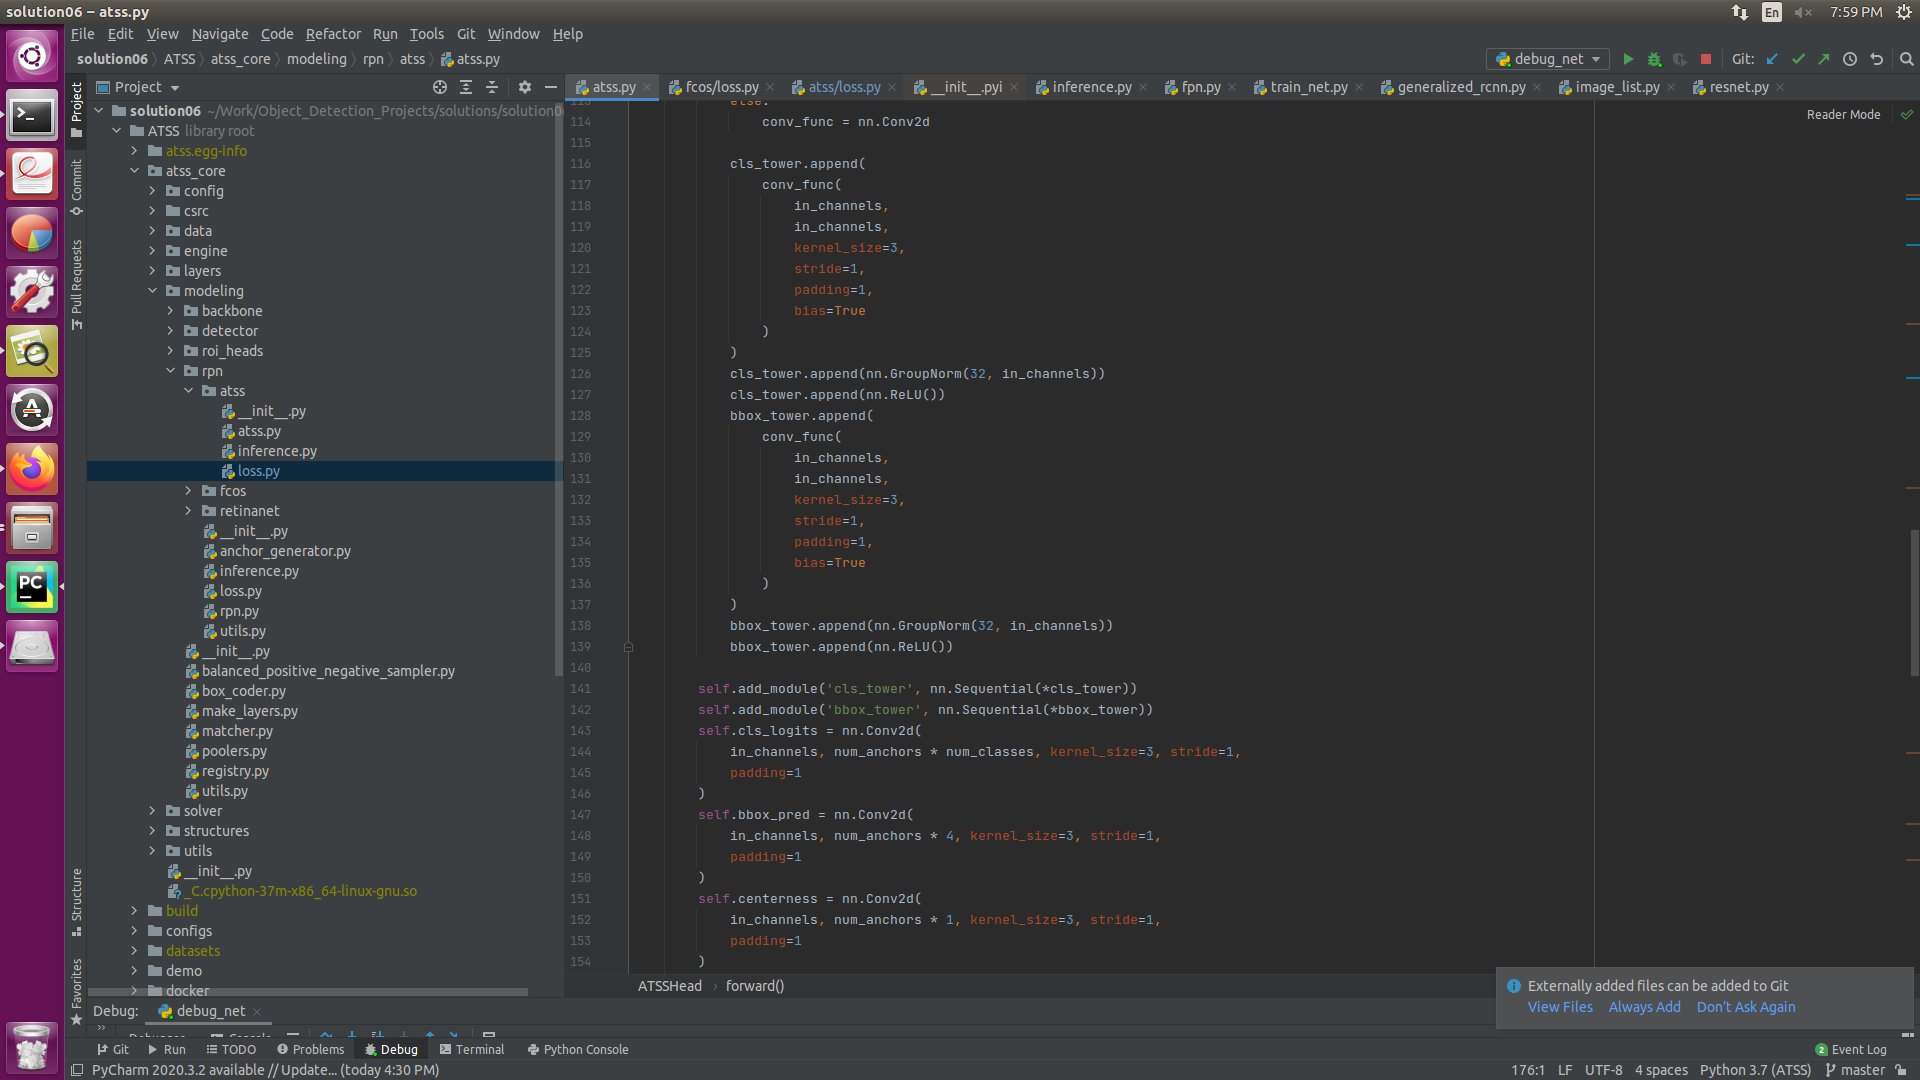 solution06 – atss.py
En
7:59 PM
File Edit View Navigate Code Refactor Run Tools Git Window Help
solution06 ATSS atss_core modeling rpn atss atss.py
debug_net
Git:
Project
atss.py
fcos/loss.py
atss/loss.py
__init__.pyi
inference.py
fpn.py
train_net.py
generalized_rcnn.py
image_list.py
resnet.py
Project
Commit
Pull Requests
Structure
Favorites
solution06 ~/Work/Object_Detection_Projects/solutions/solution0
ATSS library root
atss.egg-info
atss_core
config
csrc
data
engine
layers
modeling
backbone
detector
roi_heads
rpn
atss
__init__.py
atss.py
inference.py
loss.py
fcos
retinanet
__init__.py
anchor_generator.py
inference.py
loss.py
rpn.py
utils.py
__init__.py
balanced_positive_negative_sampler.py
box_coder.py
make_layers.py
matcher.py
poolers.py
registry.py
utils.py
solver
structures
utils
__init__.py
_C.cpython-37m-x86_64-linux-gnu.so
build
configs
datasets
demo
docker
Reader Mode
113 else:
114 conv_func = nn.Conv2d
115
116 cls_tower.append(
117 conv_func(
118 in_channels,
119 in_channels,
120 kernel_size=3,
121 stride=1,
122 padding=1,
123 bias=True
124 )
125 )
126 cls_tower.append(nn.GroupNorm(32, in_channels))
127 cls_tower.append(nn.ReLU())
128 bbox_tower.append(
129 conv_func(
130 in_channels,
131 in_channels,
132 kernel_size=3,
133 stride=1,
134 padding=1,
135 bias=True
136 )
137 )
138 bbox_tower.append(nn.GroupNorm(32, in_channels))
139 bbox_tower.append(nn.ReLU())
140
141 self.add_module('cls_tower', nn.Sequential(*cls_tower))
142 self.add_module('bbox_tower', nn.Sequential(*bbox_tower))
143 self.cls_logits = nn.Conv2d(
144 in_channels, num_anchors * num_classes, kernel_size=3, stride=1,
145 padding=1
146 )
147 self.bbox_pred = nn.Conv2d(
148 in_channels, num_anchors * 4, kernel_size=3, stride=1,
149 padding=1
150 )
151 self.centerness = nn.Conv2d(
152 in_channels, num_anchors * 1, kernel_size=3, stride=1,
153 padding=1
154 )
ATSSHead forward()
Externally added files can be added to Git
View Files Always Add Don't Ask Again
Debug: debug_net
Debugger Console
Git Run TODO Problems Debug Terminal Python Console
2 Event Log
PyCharm 2020.3.2 available // Update... (today 4:30 PM)
176:1 LF UTF-8 4 spaces Python 3.7 (ATSS) master
PC